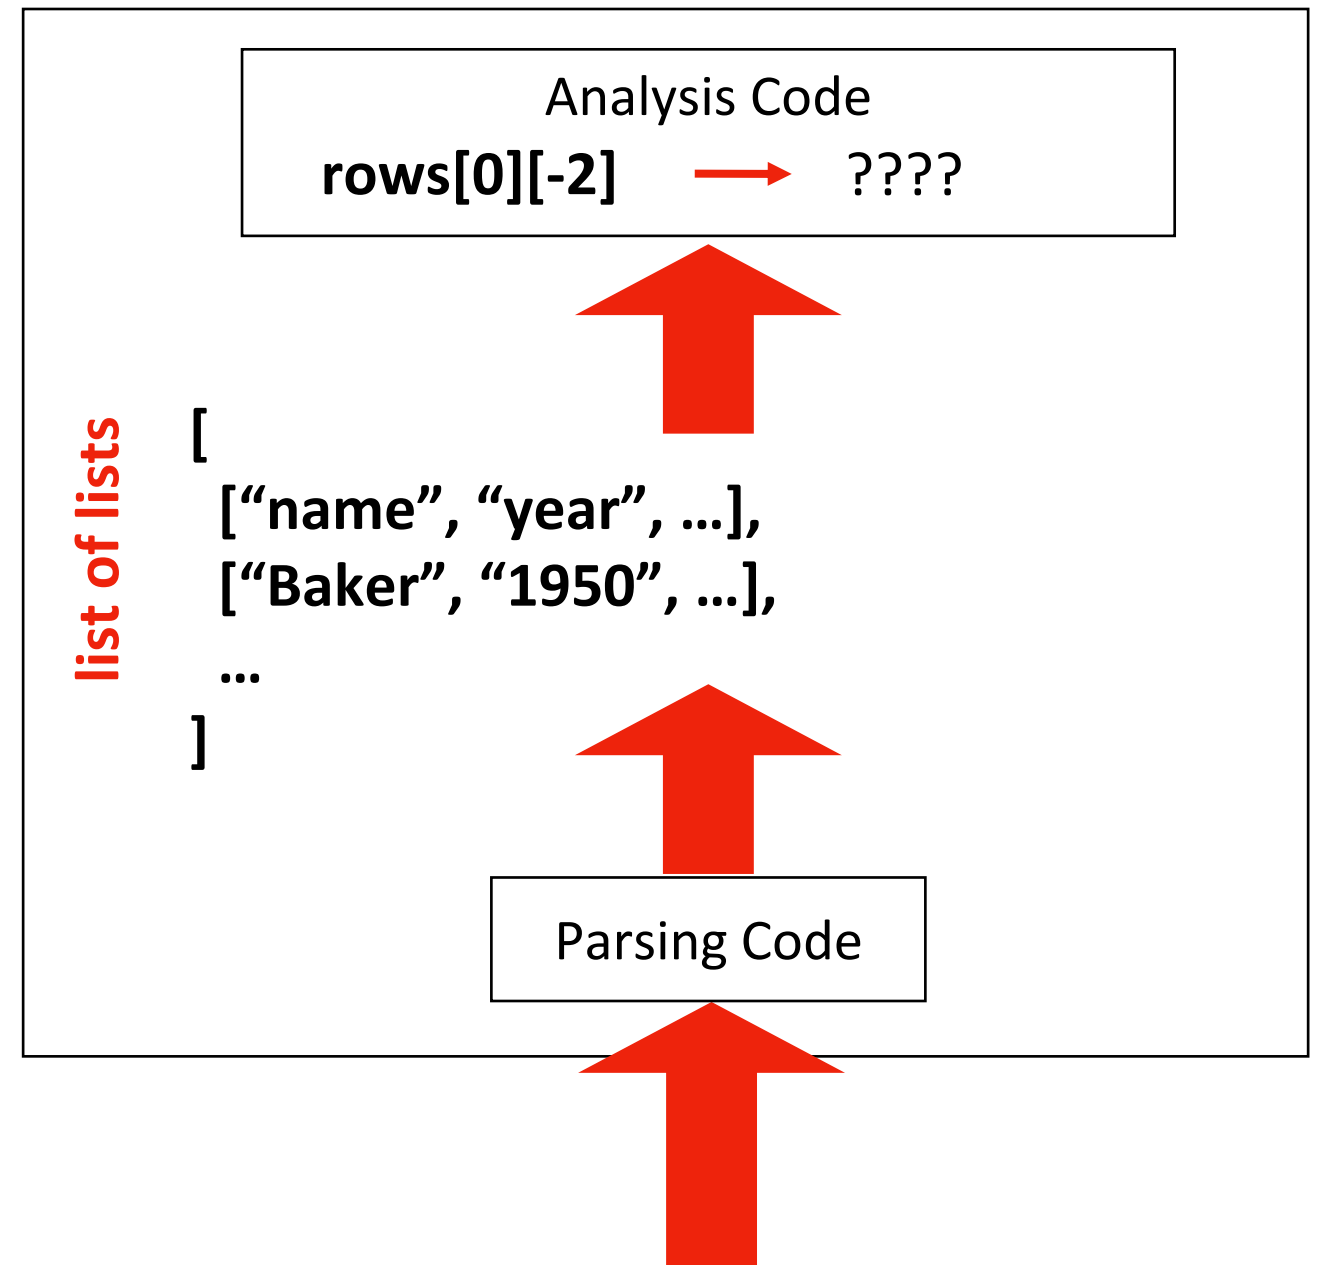 Analysis Code
rows[0][-2] ????
list of lists
[
[“name”, “year”, …],
[“Baker”, “1950”, …],
…
]
Parsing Code